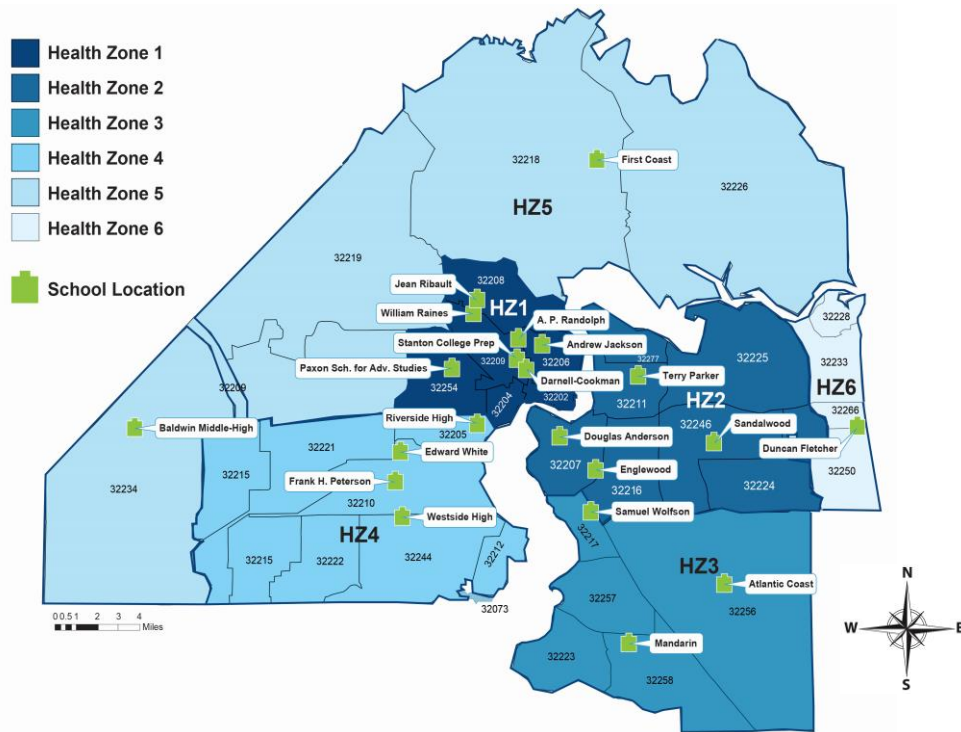 Health Zone 1
Health Zone 2
Health Zone 3
Health Zone 4
Health Zone 5
Health Zone 6
School Location
32218
First Coast
32226
HZ5
32219
32208
Jean Ribault
HZ1
William Raines
A. P. Randolph
Stanton College Prep
Andrew Jackson
32209
32206
32277
32225
32228
32233
HZ6
Paxon Sch. for Adv. Studies
32254
Darnell-Cookman
Terry Parker
32209
32204
32202
32211
HZ2
32266
Baldwin Middle-High
Riverside High
32205
Douglas Anderson
32246
Sandalwood
Duncan Fletcher
32221
Edward White
32215
32207
Englewood
32250
32234
Frank H. Peterson
32216
32224
32210
Westside High
Samuel Wolfson
HZ4
32217
32215
32222
32244
32212
HZ3
Atlantic Coast
32256
32257
32073
0 0.5 1 2 3 4
Miles
Mandarin
32223
32258
N
W
E
S